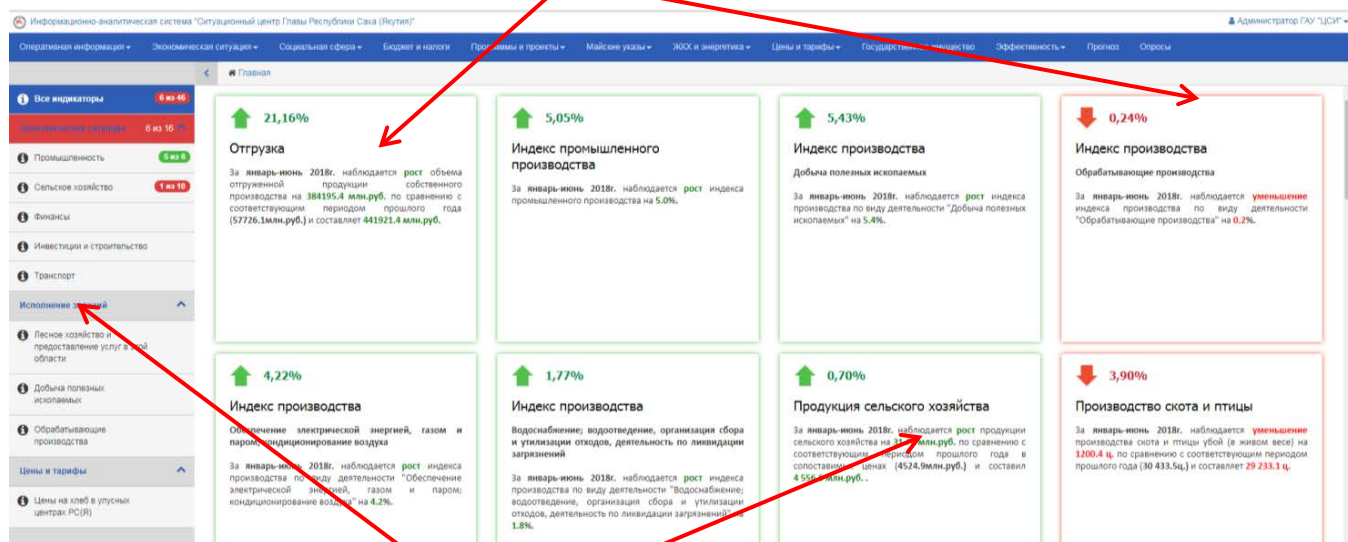 Информационно-аналитическая система "Ситуационный центр Главы Республики Саха (Якутия)"
Администратор ГАУ "ЦСИ"
Оперативная информация
Экономическая ситуация
Социальная сфера
Бюджет и налоги
Программы и проекты
Майские указы
ЖКХ и энергетика
Цены и тарифы
Государственное имущество
Эффективность
Прогноз
Опросы
Главная
Все индикаторы 6 из 46
Экономическая ситуация 6 из 16
Промышленность 5 из 6
Сельское хозяйство 1 из 10
Финансы
Инвестиции и строительство
Транспорт
Исполнение
Лесное хозяйство и
предоставление услуг в этой
области
Добыча полезных
ископаемых
Обрабатывающие
производства
Цены и тарифы
Цены на хлеб в улусных
центрах РС(Я)
21,16%
Отгрузка
За январь-июнь 2018г. наблюдается рост объема
отгруженной продукции собственного
производства на 384195.4 млн.руб. по сравнению с
соответствующим периодом прошлого года
(57726.1млн.руб.) и составляет 441921.4 млн.руб.
5,05%
Индекс промышленного
производства
За январь-июнь 2018г. наблюдается рост индекса
промышленного производства на 5.0%.
5,43%
Индекс производства
Добыча полезных ископаемых
За январь-июнь 2018г. наблюдается рост индекса
производства по виду деятельности "Добыча полезных
ископаемых" на 5.4%.
0,24%
Индекс производства
Обрабатывающие производства
За январь-июнь 2018г. наблюдается уменьшение
индекса производства по виду деятельности
"Обрабатывающие производства" на 0.2%.
4,22%
Индекс производства
Обеспечение электрической энергией, газом и
паром; кондиционирование воздуха
За январь-июнь 2018г. наблюдается рост индекса
производства по виду деятельности "Обеспечение
электрической энергией, газом и паром;
кондиционирование воздуха" на 4.2%.
1,77%
Индекс производства
Водоснабжение; водоотведение, организация сбора
и утилизации отходов, деятельность по ликвидации
загрязнений
За январь-июнь 2018г. наблюдается рост индекса
производства по виду деятельности "Водоснабжение;
водоотведение, организация сбора и утилизации
отходов, деятельность по ликвидации загрязнений" на
1.8%.
0,70%
Продукция сельского хозяйства
За январь-июнь 2018г. наблюдается рост продукции
сельского хозяйства на млн.руб. по сравнению с
соответствующим периодом прошлого года в
сопоставимых ценах (4524.9млн.руб.) и составил
млн.руб. .
3,90%
Производство скота и птицы
За январь-июнь 2018г. наблюдается уменьшение
производства скота и птицы убой (в живом весе) на
1200.4 ц. по сравнению с соответствующим периодом
прошлого года (30 433.5ц.) и составляет 29 233.1 ц.